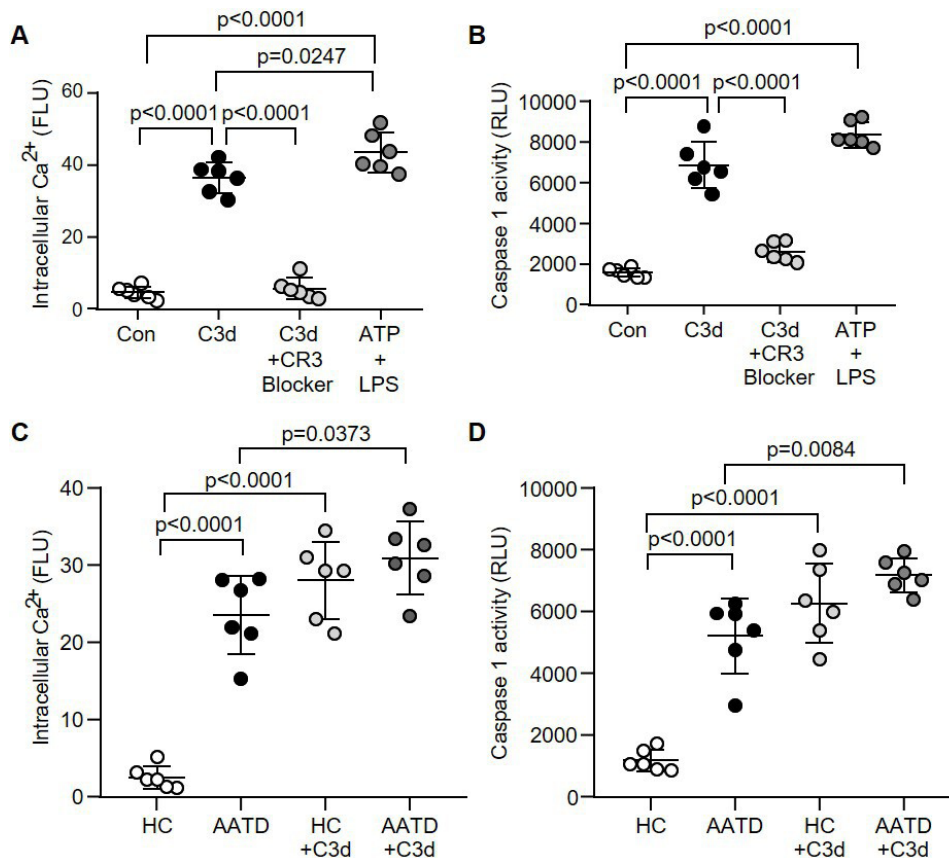 A
p<0.0001
p=0.0247
p<0.0001 p<0.0001
Intracellular Ca2+ (FLU)
60
40
20
0
Con
C3d
C3d
+CR3
Blocker
ATP
+
LPS
B
p<0.0001
p<0.0001 p<0.0001
Caspase 1 acivity (RLU)
10000
8000
6000
4000
2000
0
Con
C3d
C3d
+CR3
Blocker
ATP
+
LPS
C
p=0.0373
p<0.0001
p<0.0001
Intracellular Ca2+ (FLU)
40
30
20
10
0
HC
AATD
HC
+C3d
AATD
+C3d
D
p=0.0084
p<0.0001
p<0.0001
Caspase 1 activity (RLU)
10000
8000
6000
4000
2000
0
HC
AATD
HC
+C3d
AATD
+C3d